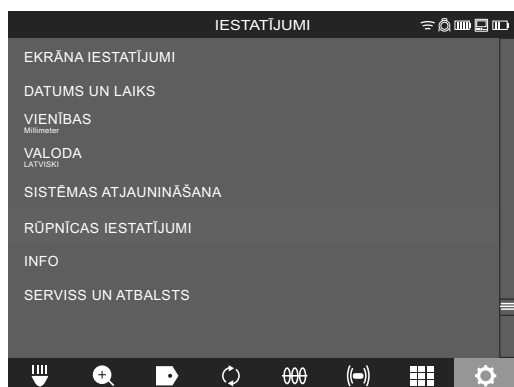 IESTATĪJUMI
EKRĀNA IESTATĪJUMI
DATUMS UN LAIKS
VIENĪBAS
Millimeter
VALODA
LATVISKI
SISTĒMAS ATJAUNINĀŠANA
RŪPNĪCAS IESTATĪJUMI
INFO
SERVISS UN ATBALSTS